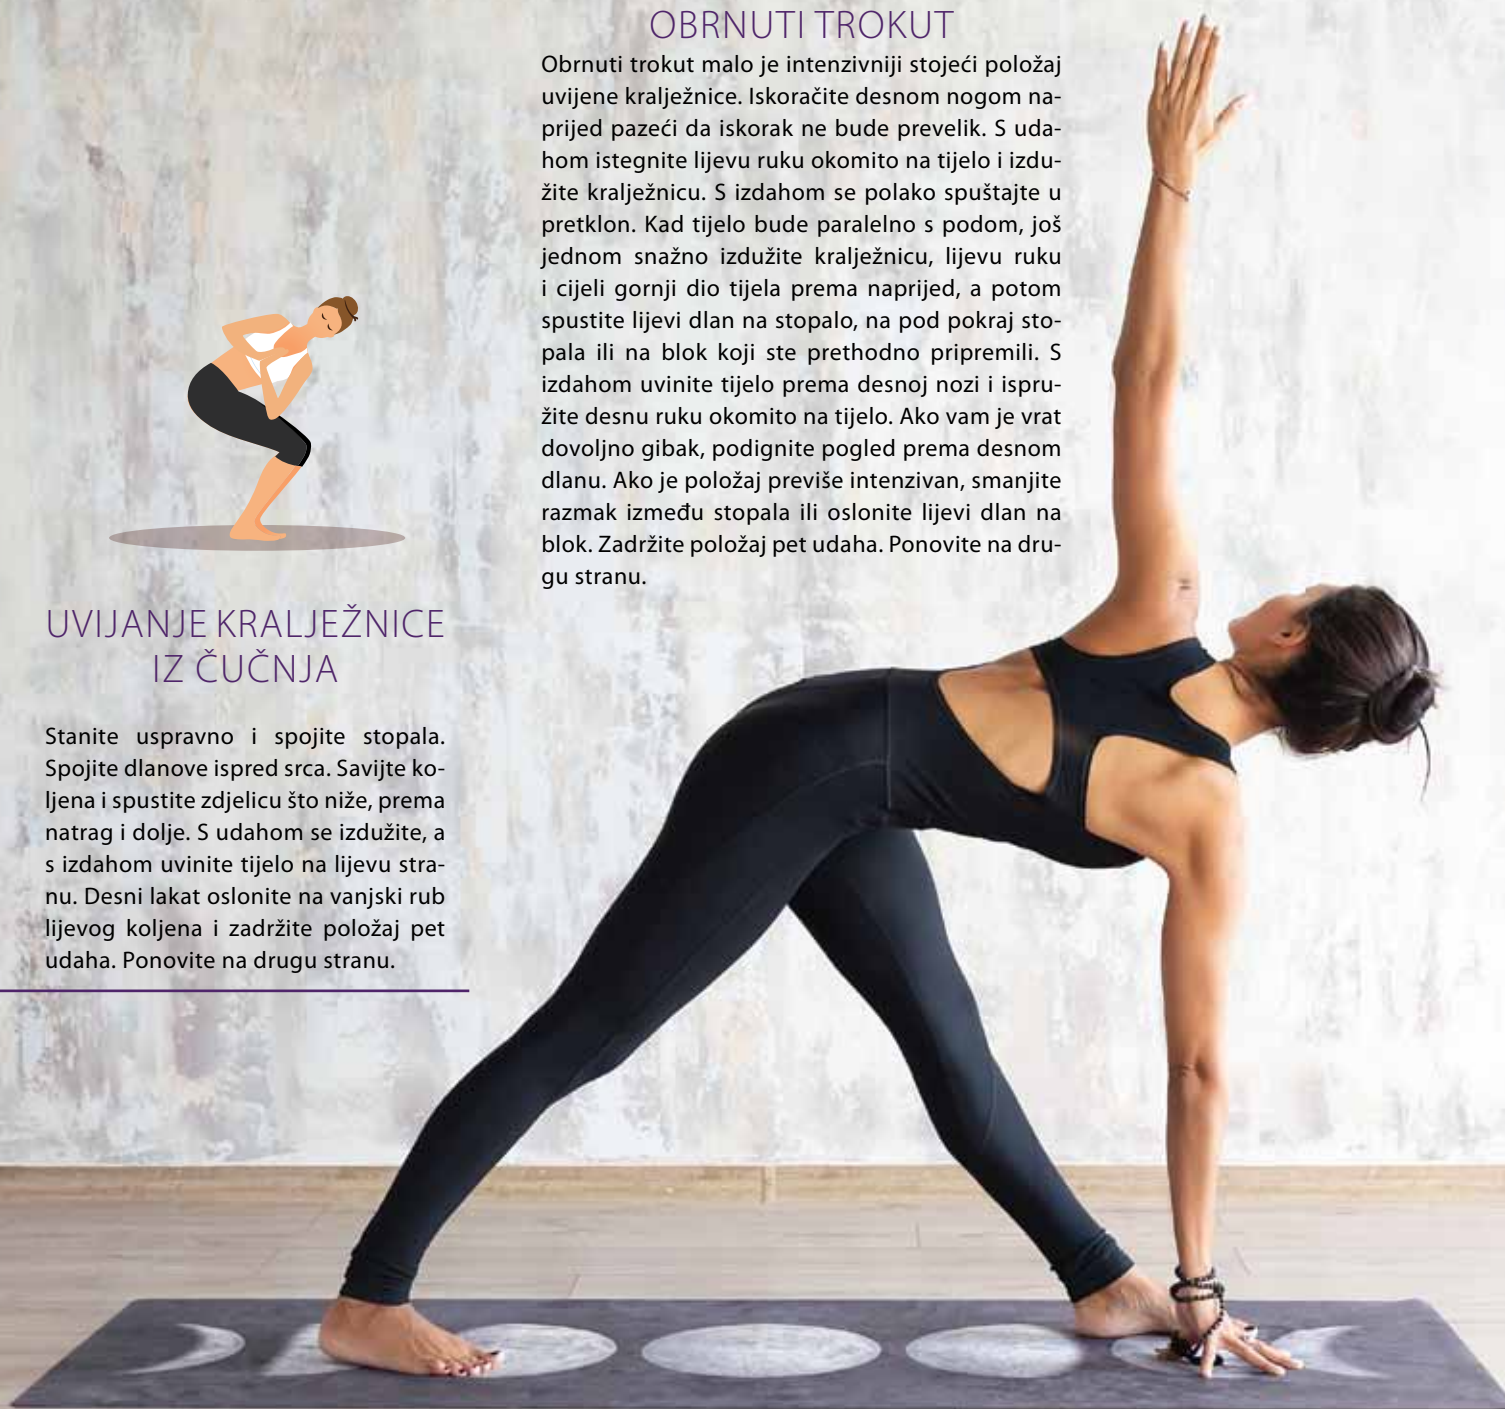 OBRNUTI TROKUT
Obrnuti trokut malo je intenzivniji stojeći položaj
uvijene kralježnice. Iskoračite desnom nogom na-
prijed pazeći da iskorak ne bude prevelik. S uda-
hom istegnite lijevu ruku okomito na tijelo i izdu-
žite kralježnicu. S izdahom se polako spuštajte u
pretklon. Kad tijelo bude paralelno s podom, još
jednom snažno izdužite kralježnicu, lijevu ruku
i cijeli gornji dio tijela prema naprijed, a potom
spustite lijevi dlan na stopalo, na pod pokraj sto-
pala ili na blok koji ste prethodno pripremili. S
izdahom uvinite tijelo prema desnoj nozi i ispru-
žite desnu ruku okomito na tijelo. Ako vam je vrat
dovoljno gibak, podignite pogled prema desnom
dlanu. Ako je položaj previše intenzivan, smanjite
razmak između stopala ili oslonite lijevi dlan na
blok. Zadržite položaj pet udaha. Ponovite na dru-
gu stranu.
UVIJANJE KRALJEŽNICE
IZ ČUČNJA
Stanite uspravno i spojite stopala.
Spojite dlanove ispred srca. Savijte ko-
ljena i spustite zdjelicu što niže, prema
natrag i dolje. S udahom se izdužite, a
s izdahom uvinite tijelo na lijevu stra-
nu. Desni lakat oslonite na vanjski rub
lijevog koljena i zadržite položaj pet
udaha. Ponovite na drugu stranu.